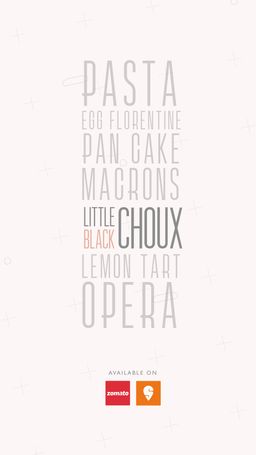 PASTA
EGG FLORENTINE
PAN CAKE
MACRONS
LITTLE
BLACK CHOUX
LEMON TART
OPERA
AVAILABLE ON
zomato